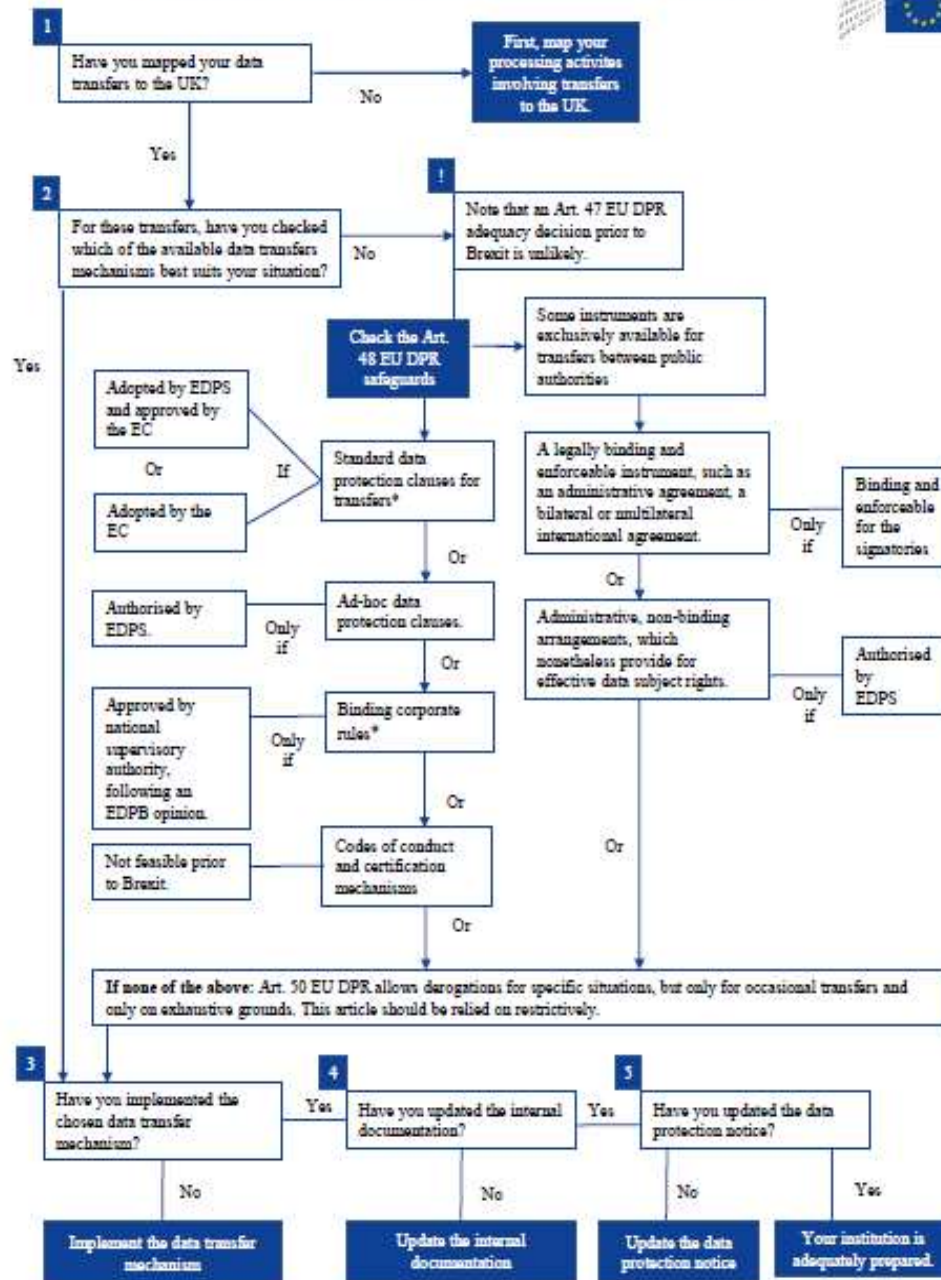 1
Have you mapped your data
transfers to the UK?
No
First, map your
processing activites
involving transfers
to the UK.
Yes
2
For these transfers, have you checked
which of the available data transfers
mechanisms best suits your situation?
No
!
Note that an Art. 47 EU DPR
adequacy decision prior to
Brexit is unlikely.
Yes
Check the Art.
48 EU DPR
safeguards
Some instruments are
exclusively available for
transfers between public
authorities
Adopted by EDPS
and approved by
the EC
Or
Adopted by the
EC
If
Standard data
protection clauses for
transfers*
A legally binding and
enforceable instrument, such as
an administrative agreement, a
bilateral or multilateral
international agreement.
Only
if
Binding and
enforceable
for the
signatories
Or
Or
Authorised by
EDPS.
Only
if
Ad-hoc data
protection clauses.
Administrative, non-binding
arrangements, which
nonetheless provide for
effective data subject rights.
Only
if
Authorised
by
EDPS
Or
Approved by
national
supervisory
authority,
following an
EDPB opinion.
Only
if
Binding corporate
rules*
Or
Not feasible prior
to Brexit.
Codes of conduct
and certification
mechanisms
Or
Or
If none of the above: Art. 50 EU DPR allows derogations for specific situations, but only for occasional transfers and
only on exhaustive grounds. This article should be relied on restrictively.
3
Have you implemented the
chosen data transfer
mechanism?
Yes
4
Have you updated the internal
documentation?
Yes
5
Have you updated the data
protection notice?
No
No
No
Yes
Implement the data transfer
mechanism
Update the internal
documentation
Update the data
protection notice
Your institution is
adequately prepared.